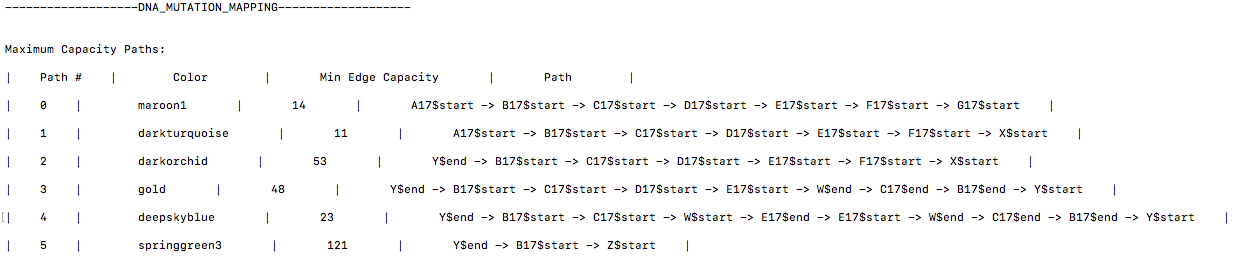 -------------------DNA_MUTATION_MAPPING-------------------
Maximum Capacity Paths:
| Path # | Color | Min Edge Capacity | Path |
| 0 | maroon1 | 14 | A17$start -> B17$start -> C17$start -> D17$start -> E17$start -> F17$start -> G17$start |
| 1 | darkturquoise | 11 | A17$start -> B17$start -> C17$start -> D17$start -> E17$start -> F17$start -> X$start |
| 2 | darkorchid | 53 | Y$end -> B17$start -> C17$start -> D17$start -> E17$start -> F17$start -> X$start |
| 3 | gold | 48 | Y$end -> B17$start -> C17$start -> D17$start -> E17$start -> W$end -> C17$end -> B17$end -> Y$start |
[| 4 | deepskyblue | 23 | Y$end -> B17$start -> C17$start -> W$start -> E17$end -> E17$start -> W$end -> C17$end -> B17$end -> Y$start |
| 5 | springgreen3 | 121 | Y$end -> B17$start -> Z$start |